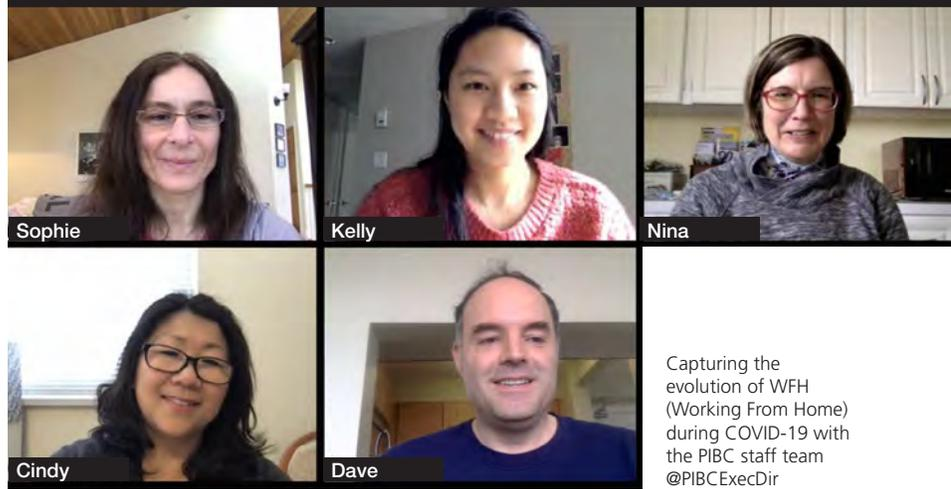 Sophie
Kelly
Nina
Cindy
Dave
Capturing the
evolution of WFH
(Working From Home)
during COVID-19 with
the PIBC staff team
@PIBCExecDir